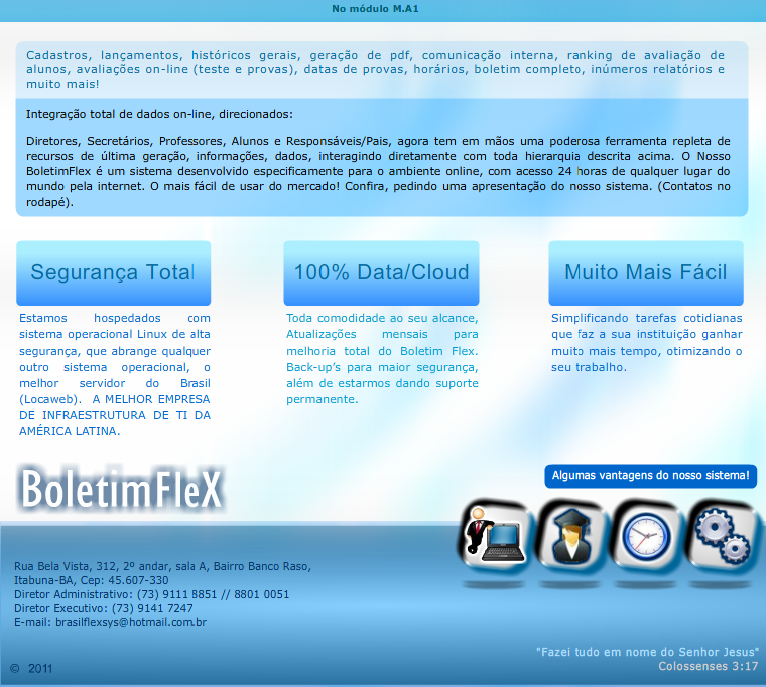 No módulo M.A1
Cadastros, lançamentos, históricos gerais, geração de pdf, comunicação interna, ranking de avaliação de
alunos, avaliações on-line (teste e provas), datas de provas, horários, boletim completo, inúmeros relatórios e
muito mais!
Integração total de dados on-line, direcionados:
Diretores, Secretários, Professores, Alunos e Responsáveis/Pais, agora tem em mãos uma poderosa ferramenta repleta de
recursos de última geração, informações, dados, interagindo diretamente com toda hierarquia descrita acima. O Nosso
BoletimFlex é um sistema desenvolvido especificamente para o ambiente online, com acesso 24 horas de qualquer lugar do
mundo pela internet. O mais fácil de usar do mercado! Confira, pedindo uma apresentação do nosso sistema. (Contatos no
rodapé).
Segurança Total
Estamos hospedados com
sistema operacional Linux de alta
segurança, que abrange qualquer
outro sistema operacional, o
melhor servidor do Brasil
(Locaweb). A MELHOR EMPRESA
DE INFRAESTRUTURA DE TI DA
AMÉRICA LATINA.
100% Data/Cloud
Toda comodidade ao seu alcance,
Atualizações mensais para
melhoria total do Boletim Flex.
Back-up's para maior segurança,
além de estarmos dando suporte
permanente.
Muito Mais Fácil
Simplificando tarefas cotidianas
que faz a sua instituição ganhar
muito mais tempo, otimizando o
seu trabalho.
BoletimFleX
Algumas vantagens do nosso sistema!
Rua Bela Vista, 312, 2º andar, sala A, Bairro Banco Raso,
Itabuna-BA, Cep: 45.607-330
Diretor Administrativo: (73) 9111 8851 // 8801 0051
Diretor Executivo: (73) 9141 7247
E-mail: brasilflexsys@hotmail.com.br
"Fazei tudo em nome do Senhor Jesus"
Colossenses 3:17
© 2011